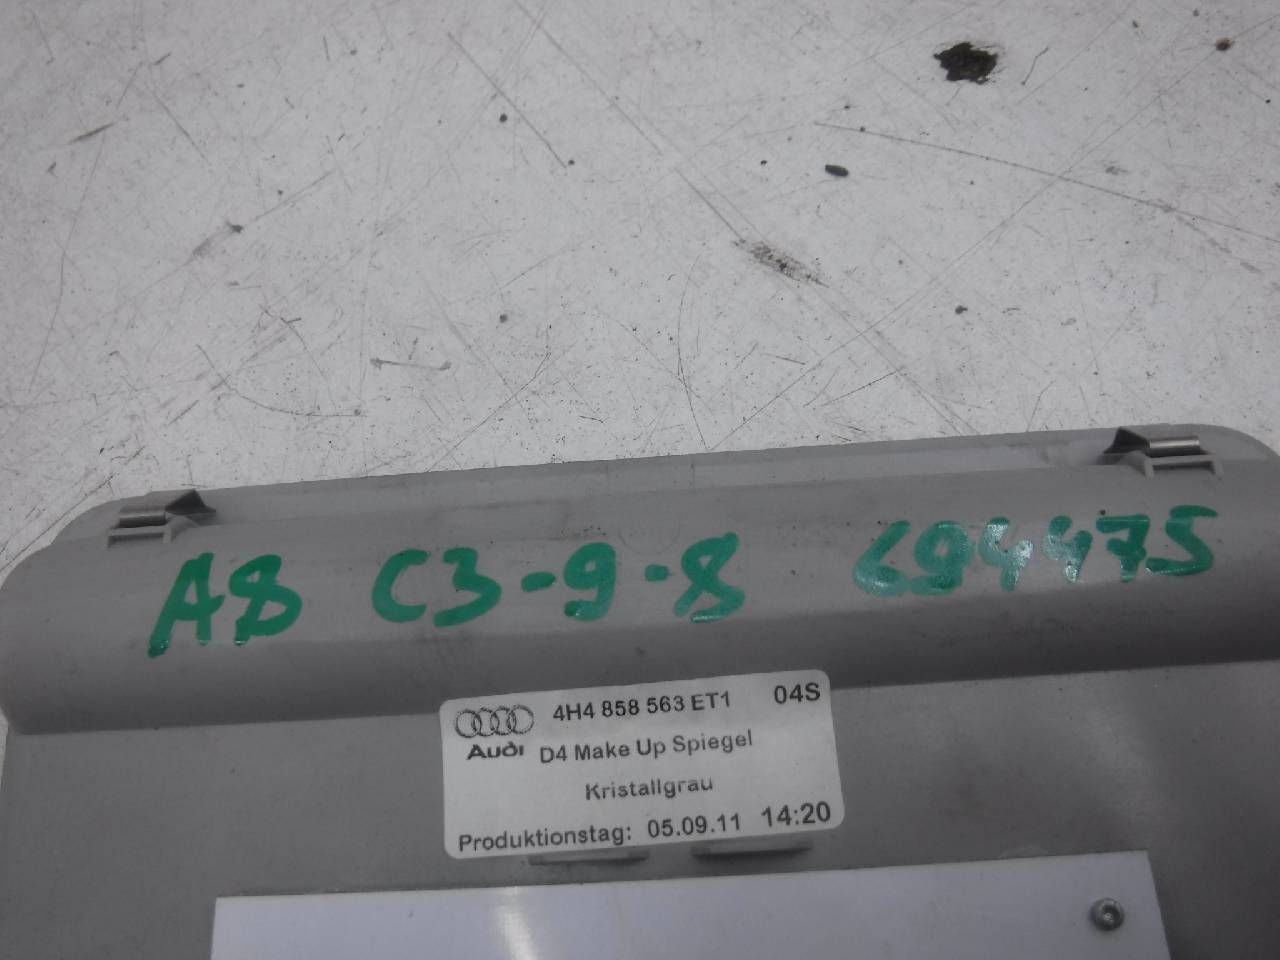 A8 C3-9-8 694475
4H4 858 563 ET1 04S
Audi D4 Make Up Spiegel
Kristallgrau
Produktionstag: 05.09.11 14:20